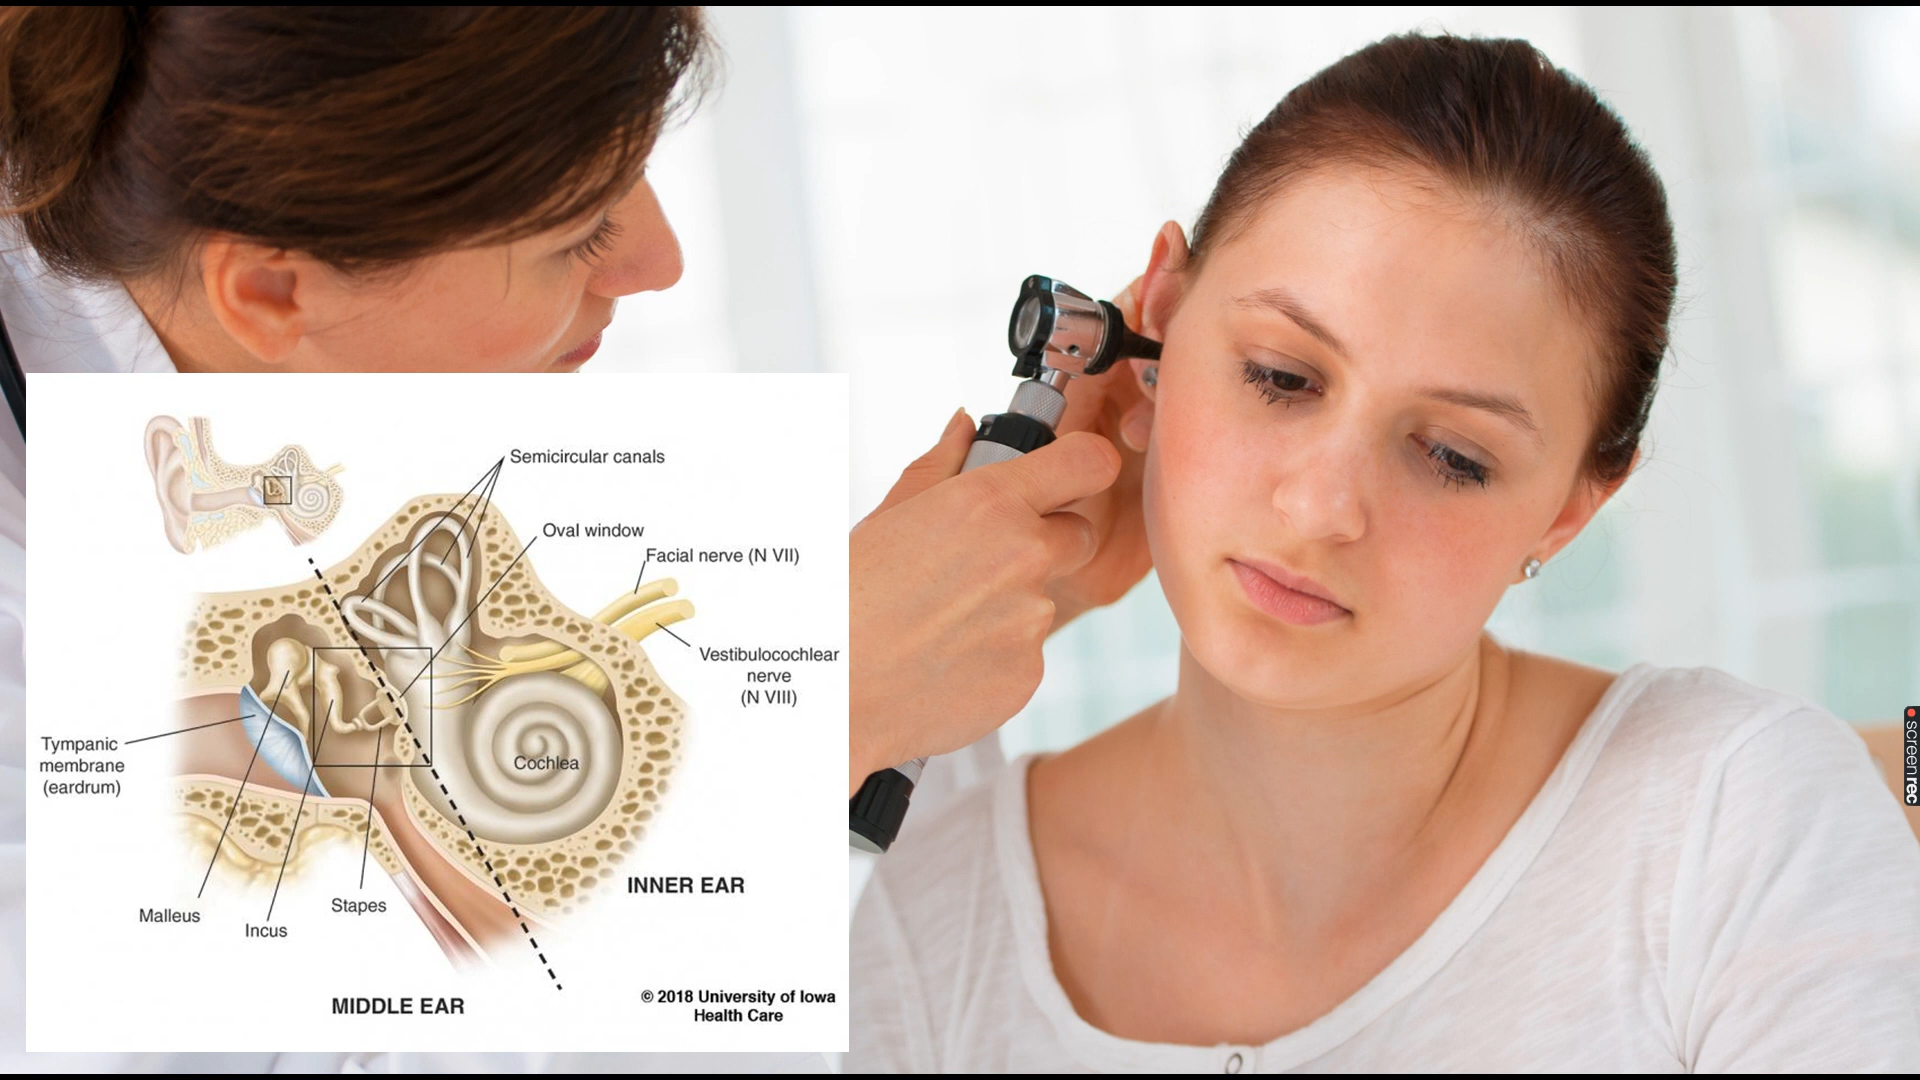 Semicircular canals
Oval window
Facial nerve (N VII)
Vestibulocochlear
nerve
(N VIII)
Tympanic
membrane
(eardrum)
Cochlea
Malleus
Incus
Stapes
INNER EAR
MIDDLE EAR
© 2018 University of Iowa
Health Care
screenrec